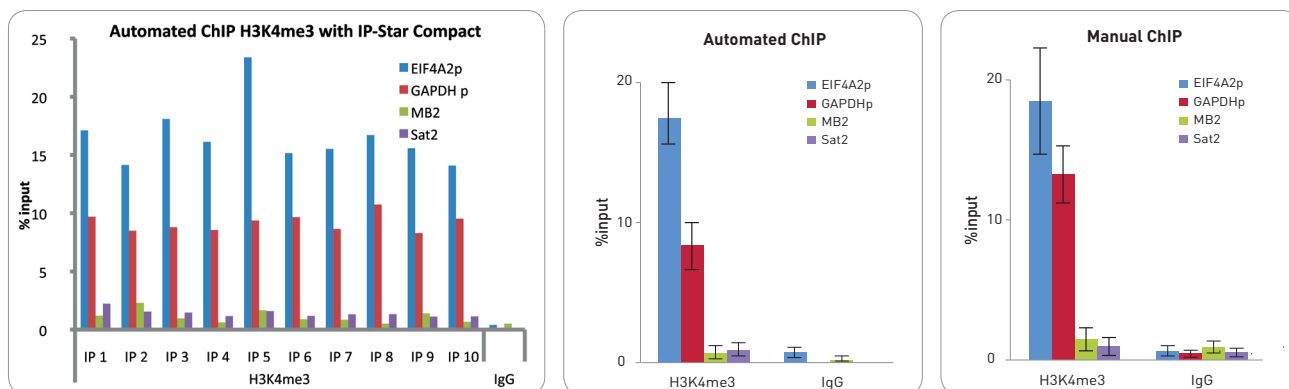 Automated ChIP H3K4me3 with IP-Star Compact
25
20
15
10
5
0
% input
EIF4A2p
GAPDH p
MB2
Sat2
IP 1 IP 2 IP 3 IP 4 IP 5 IP 6 IP 7 IP 8 IP 9 IP 10
H3K4me3 IgG
Automated ChIP
20
10
0
%input
EIF4A2p
GAPDHp
MB2
Sat2
H3K4me3 IgG
Manual ChIP
20
10
0
%input
EIF4A2p
GAPDHp
MB2
Sat2
H3K4me3 IgG